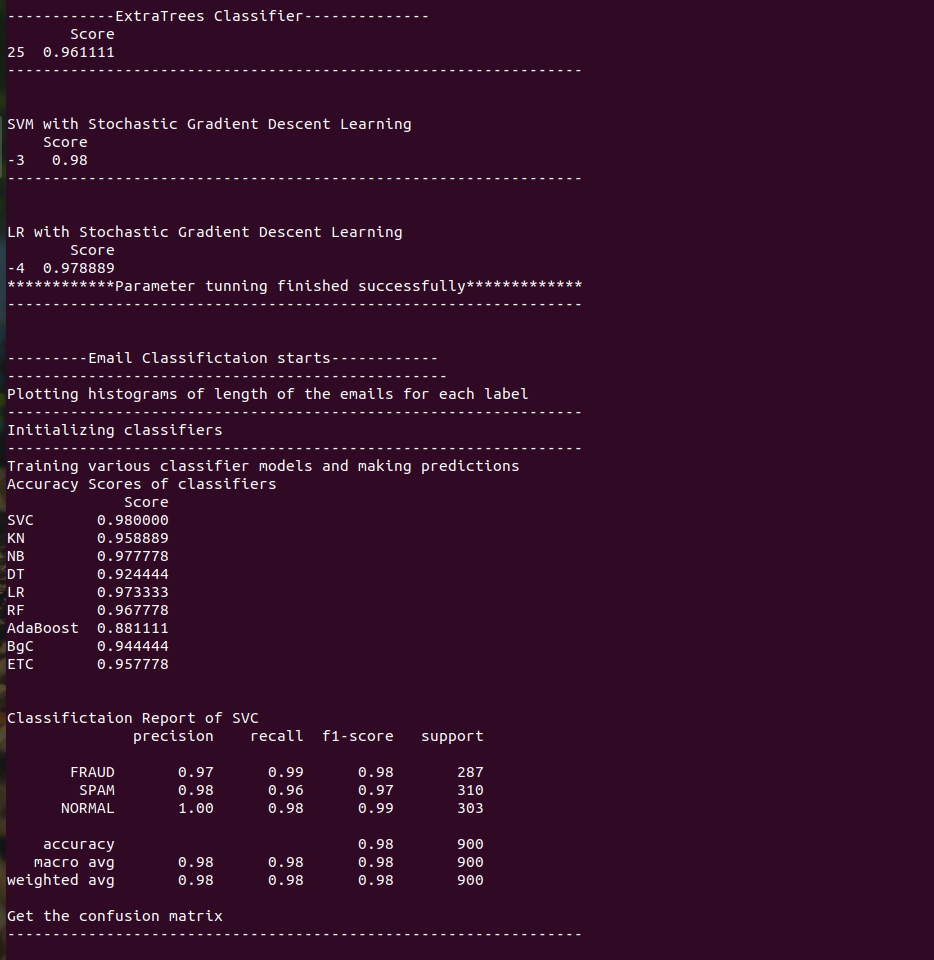 ------------ExtraTrees Classifier--------------
       Score
25  0.961111
----------------------------------------------------------------
SVM with Stochastic Gradient Descent Learning
    Score
-3   0.98
----------------------------------------------------------------
LR with Stochastic Gradient Descent Learning
       Score
-4  0.978889
************Parameter tunning finished successfully*************
----------------------------------------------------------------
---------Email Classifictaion starts------------
-------------------------------------------------
Plotting histograms of length of the emails for each label
----------------------------------------------------------------
Initializing classifiers
----------------------------------------------------------------
Training various classifier models and making predictions
Accuracy Scores of classifiers
             Score
SVC       0.980000
KN        0.958889
NB        0.977778
DT        0.924444
LR        0.973333
RF        0.967778
AdaBoost  0.881111
BgC       0.944444
ETC       0.957778
Classifictaion Report of SVC
              precision    recall  f1-score   support
       FRAUD       0.97      0.99      0.98       287
        SPAM       0.98      0.96      0.97       310
      NORMAL       1.00      0.98      0.99       303
    accuracy                           0.98       900
   macro avg       0.98      0.98      0.98       900
weighted avg       0.98      0.98      0.98       900
Get the confusion matrix
----------------------------------------------------------------